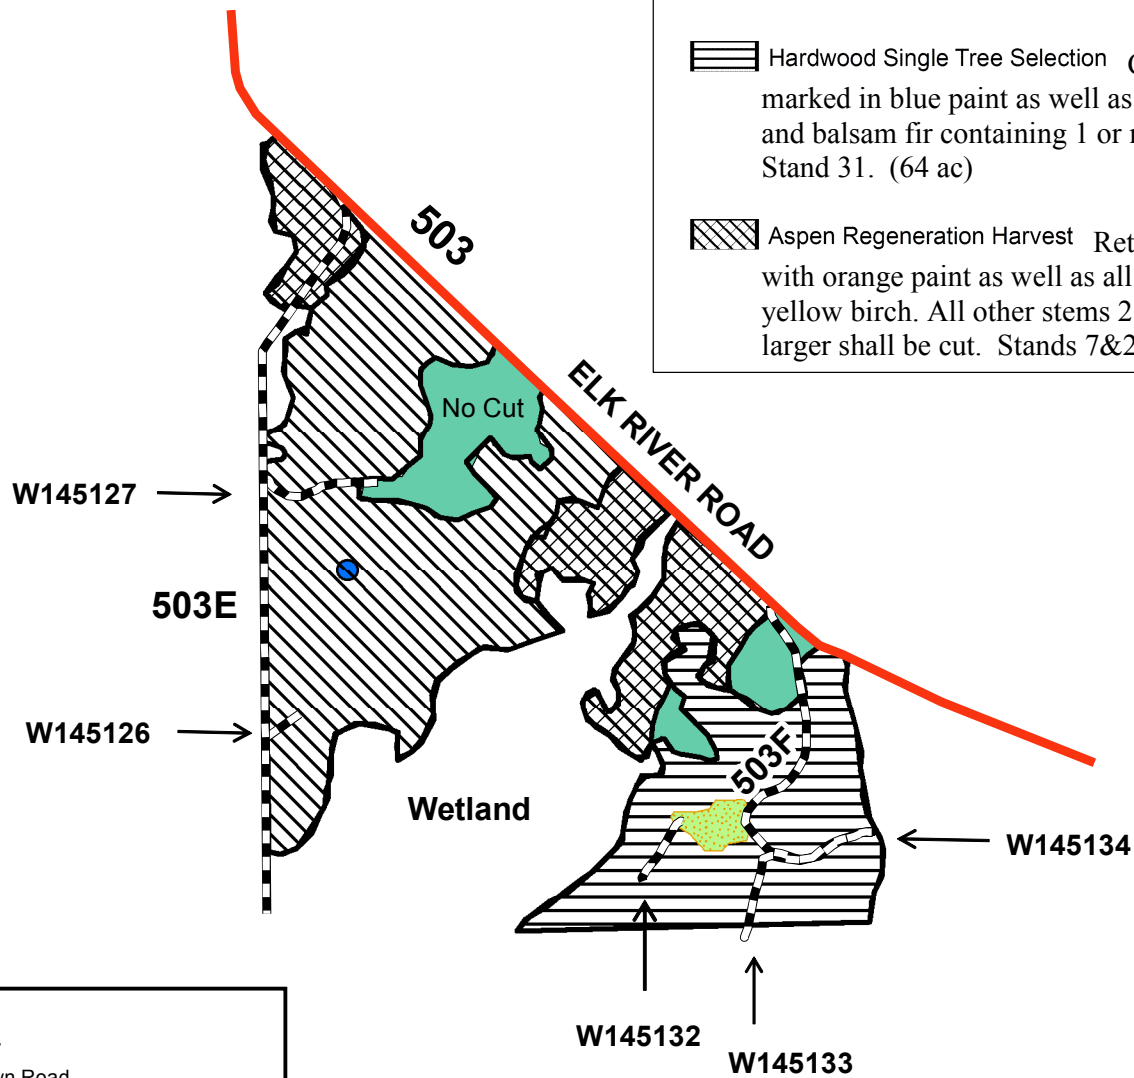 Hardwood Single Tree Selection
marked in blue paint as well as
and balsam fir containing 1 or
Stand 31. (64 ac)
Aspen Regeneration Harvest Ret
with orange paint as well as all
yellow birch. All other stems 2
larger shall be cut. Stands 7&2
503
ELK RIVER ROAD
No Cut
W145127
503E
W145126
503F
Wetland
W145134
W145132
W145133
Road